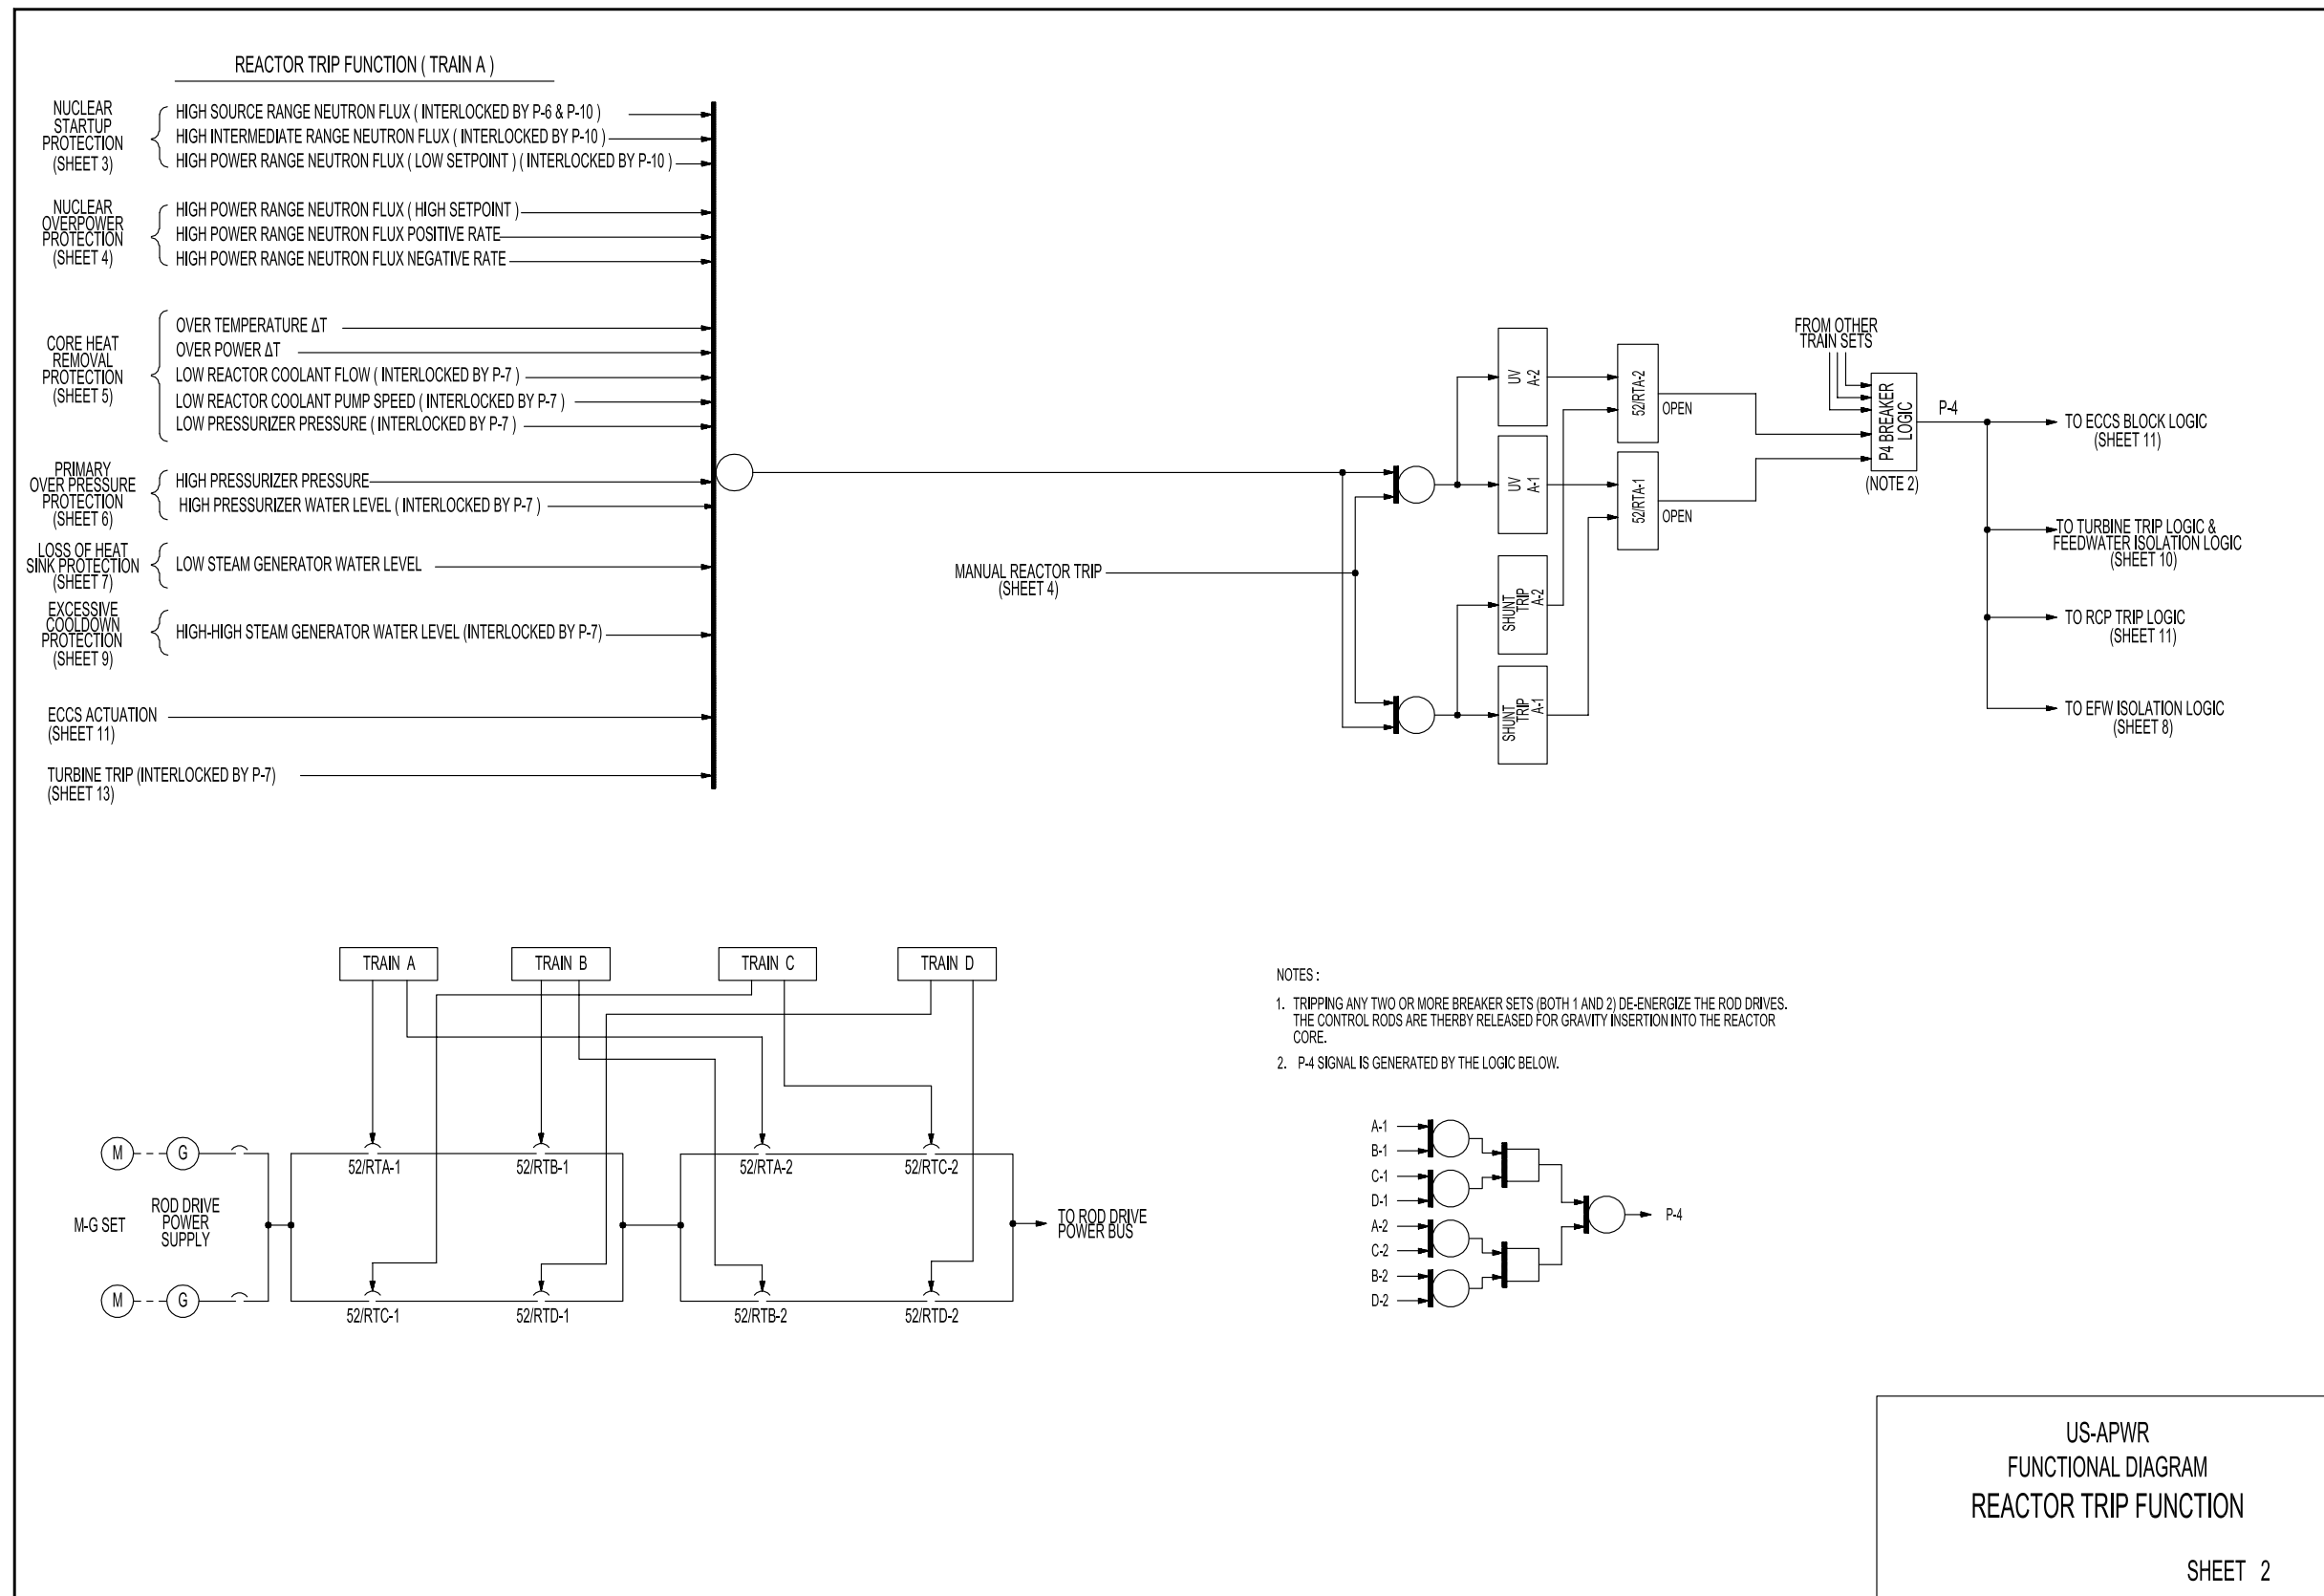 REACTOR TRIP FUNCTION ( TRAIN A )
NUCLEAR
STARTUP
PROTECTION
(SHEET 3)
HIGH SOURCE RANGE NEUTRON FLUX ( INTERLOCKED BY P-6 & P-10 )
HIGH INTERMEDIATE RANGE NEUTRON FLUX ( INTERLOCKED BY P-10 )
HIGH POWER RANGE NEUTRON FLUX ( LOW SETPOINT ) ( INTERLOCKED BY P-10 )
NUCLEAR
OVERPOWER
PROTECTION
(SHEET 4)
HIGH POWER RANGE NEUTRON FLUX ( HIGH SETPOINT )
HIGH POWER RANGE NEUTRON FLUX POSITIVE RATE
HIGH POWER RANGE NEUTRON FLUX NEGATIVE RATE
CORE HEAT
REMOVAL
PROTECTION
(SHEET 5)
OVER TEMPERATURE ΔT
OVER POWER ΔT
LOW REACTOR COOLANT FLOW ( INTERLOCKED BY P-7 )
LOW REACTOR COOLANT PUMP SPEED ( INTERLOCKED BY P-7 )
LOW PRESSURIZER PRESSURE ( INTERLOCKED BY P-7 )
PRIMARY
OVER PRESSURE
PROTECTION
(SHEET 6)
HIGH PRESSURIZER PRESSURE
HIGH PRESSURIZER WATER LEVEL ( INTERLOCKED BY P-7 )
LOSS OF HEAT
SINK PROTECTION
(SHEET 7)
LOW STEAM GENERATOR WATER LEVEL
EXCESSIVE
COOLDOWN
PROTECTION
(SHEET 9)
HIGH-HIGH STEAM GENERATOR WATER LEVEL (INTERLOCKED BY P-7)
ECCS ACTUATION
(SHEET 11)
TURBINE TRIP (INTERLOCKED BY P-7)
(SHEET 13)
MANUAL REACTOR TRIP
(SHEET 4)
UV
A-2
UV
A-1
SHUNT
TRIP
A-2
SHUNT
TRIP
A-1
52/RTA-2
OPEN
52/RTA-1
OPEN
FROM OTHER
TRAIN SETS
P4 BREAKER
LOGIC
(NOTE 2)
P-4
TO ECCS BLOCK LOGIC
(SHEET 11)
TO TURBINE TRIP LOGIC &
FEEDWATER ISOLATION LOGIC
(SHEET 10)
TO RCP TRIP LOGIC
(SHEET 11)
TO EFW ISOLATION LOGIC
(SHEET 8)
TRAIN A
TRAIN B
TRAIN C
TRAIN D
M
G
52/RTA-1
52/RTB-1
52/RTA-2
52/RTC-2
M-G SET
ROD DRIVE
POWER
SUPPLY
TO ROD DRIVE
POWER BUS
M
G
52/RTC-1
52/RTD-1
52/RTB-2
52/RTD-2
NOTES :
1. TRIPPING ANY TWO OR MORE BREAKER SETS (BOTH 1 AND 2) DE-ENERGIZE THE ROD DRIVES.
THE CONTROL RODS ARE THERBY RELEASED FOR GRAVITY INSERTION INTO THE REACTOR
CORE.
2. P-4 SIGNAL IS GENERATED BY THE LOGIC BELOW.
A-1
B-1
C-1
D-1
A-2
C-2
B-2
D-2
P-4
US-APWR
FUNCTIONAL DIAGRAM
REACTOR TRIP FUNCTION
SHEET 2